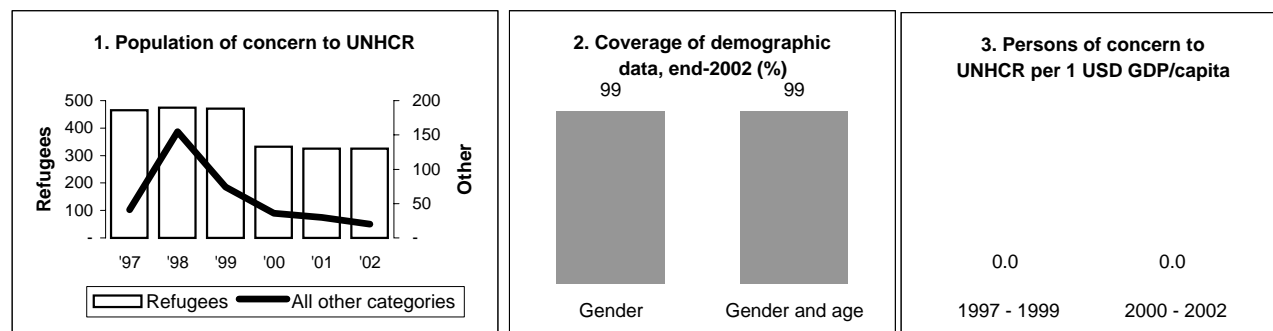 1. Population of concern to UNHCR
500
400
300
200
100
-
Refugees
200
150
100
50
-
Other
'97 '98 '99 '00 '01 '02
Refugees All other categories
2. Coverage of demographic
data, end-2002 (%)
99 99
Gender Gender and age
3. Persons of concern to
UNHCR per 1 USD GDP/capita
0.0 0.0
1997 - 1999 2000 - 2002